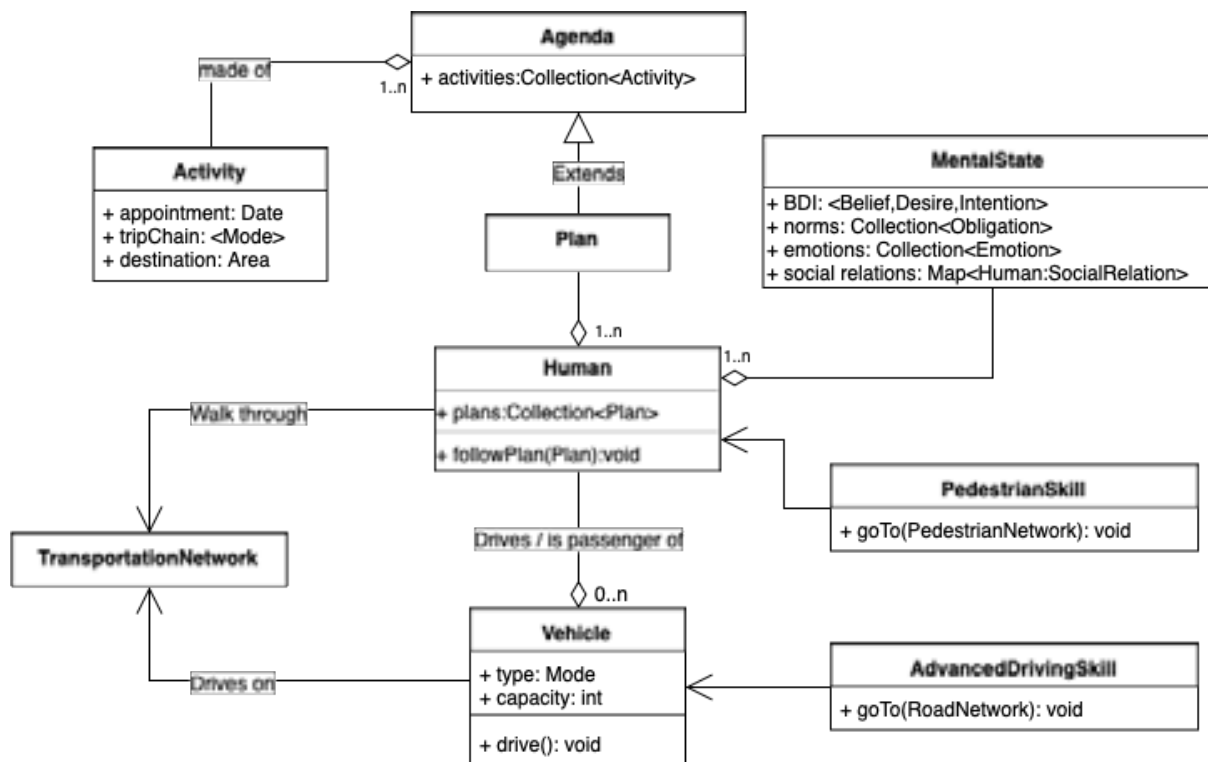 Agenda
+ activities:Collection<Activity>
made of
1..n
Extends
Activity
+ appointment: Date
+ tripChain: <Mode>
+ destination: Area
MentalState
+ BDI: <Belief,Desire,Intention>
+ norms: Collection<Obligation>
+ emotions: Collection<Emotion>
+ social relations: Map<Human:SocialRelation>
Plan
1..n
1..n
Human
+ plans:Collection<Plan>
+ followPlan(Plan):void
Walk through
PedestrianSkill
+ goTo(PedestrianNetwork): void
TransportationNetwork
Drives / is passenger of
0..n
Vehicle
+ type: Mode
+ capacity: int
+ drive(): void
Drives on
AdvancedDrivingSkill
+ goTo(RoadNetwork): void